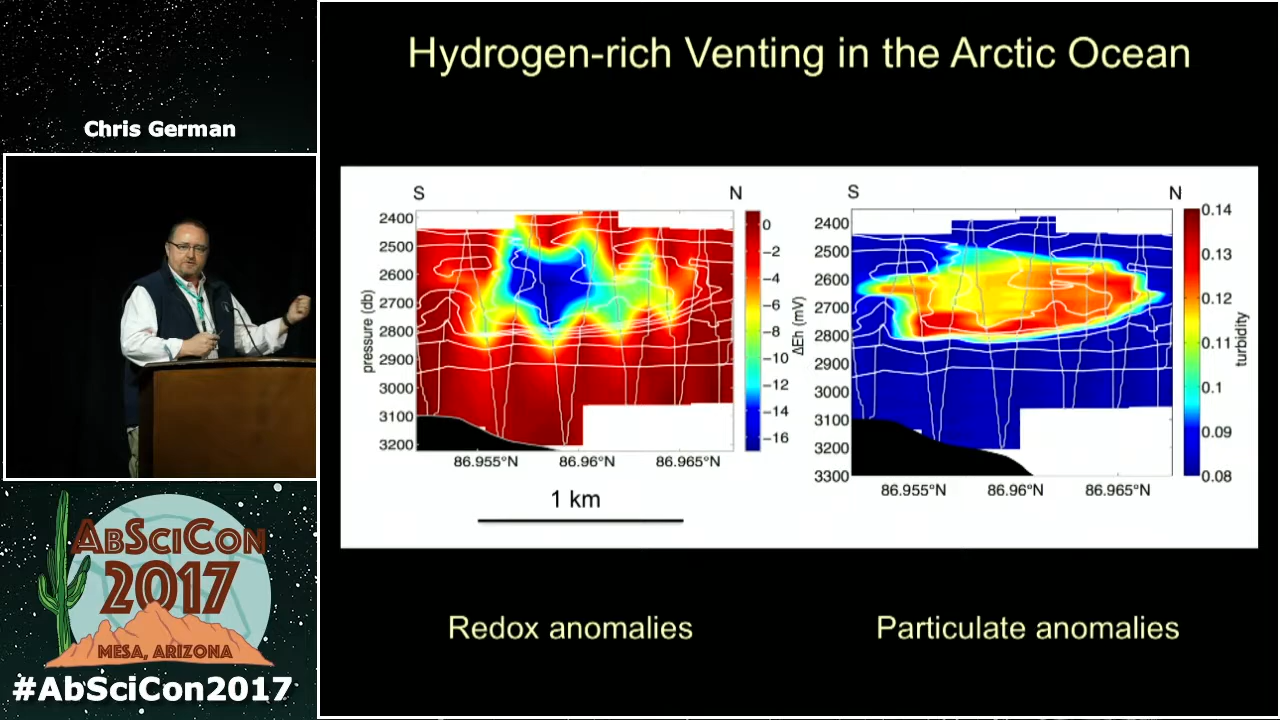 Hydrogen-rich Venting in the Arctic Ocean
Chris German
S
N
2400
2500
2600
2700
2800
2900
3000
3100
3200
pressure (db)
86.955°N
86.96°N
86.965°N
0
−2
−4
−6
−8
−10
−12
−14
−16
ΔEh (mV)
1 km
S
N
2400
2500
2600
2700
2800
2900
3000
3100
3200
3300
86.955°N
86.96°N
86.965°N
0.14
0.13
0.12
0.11
0.1
0.09
0.08
turbidity
Redox anomalies
Particulate anomalies
ABSCICON
2017
MESA, ARIZONA
#AbSciCon2017